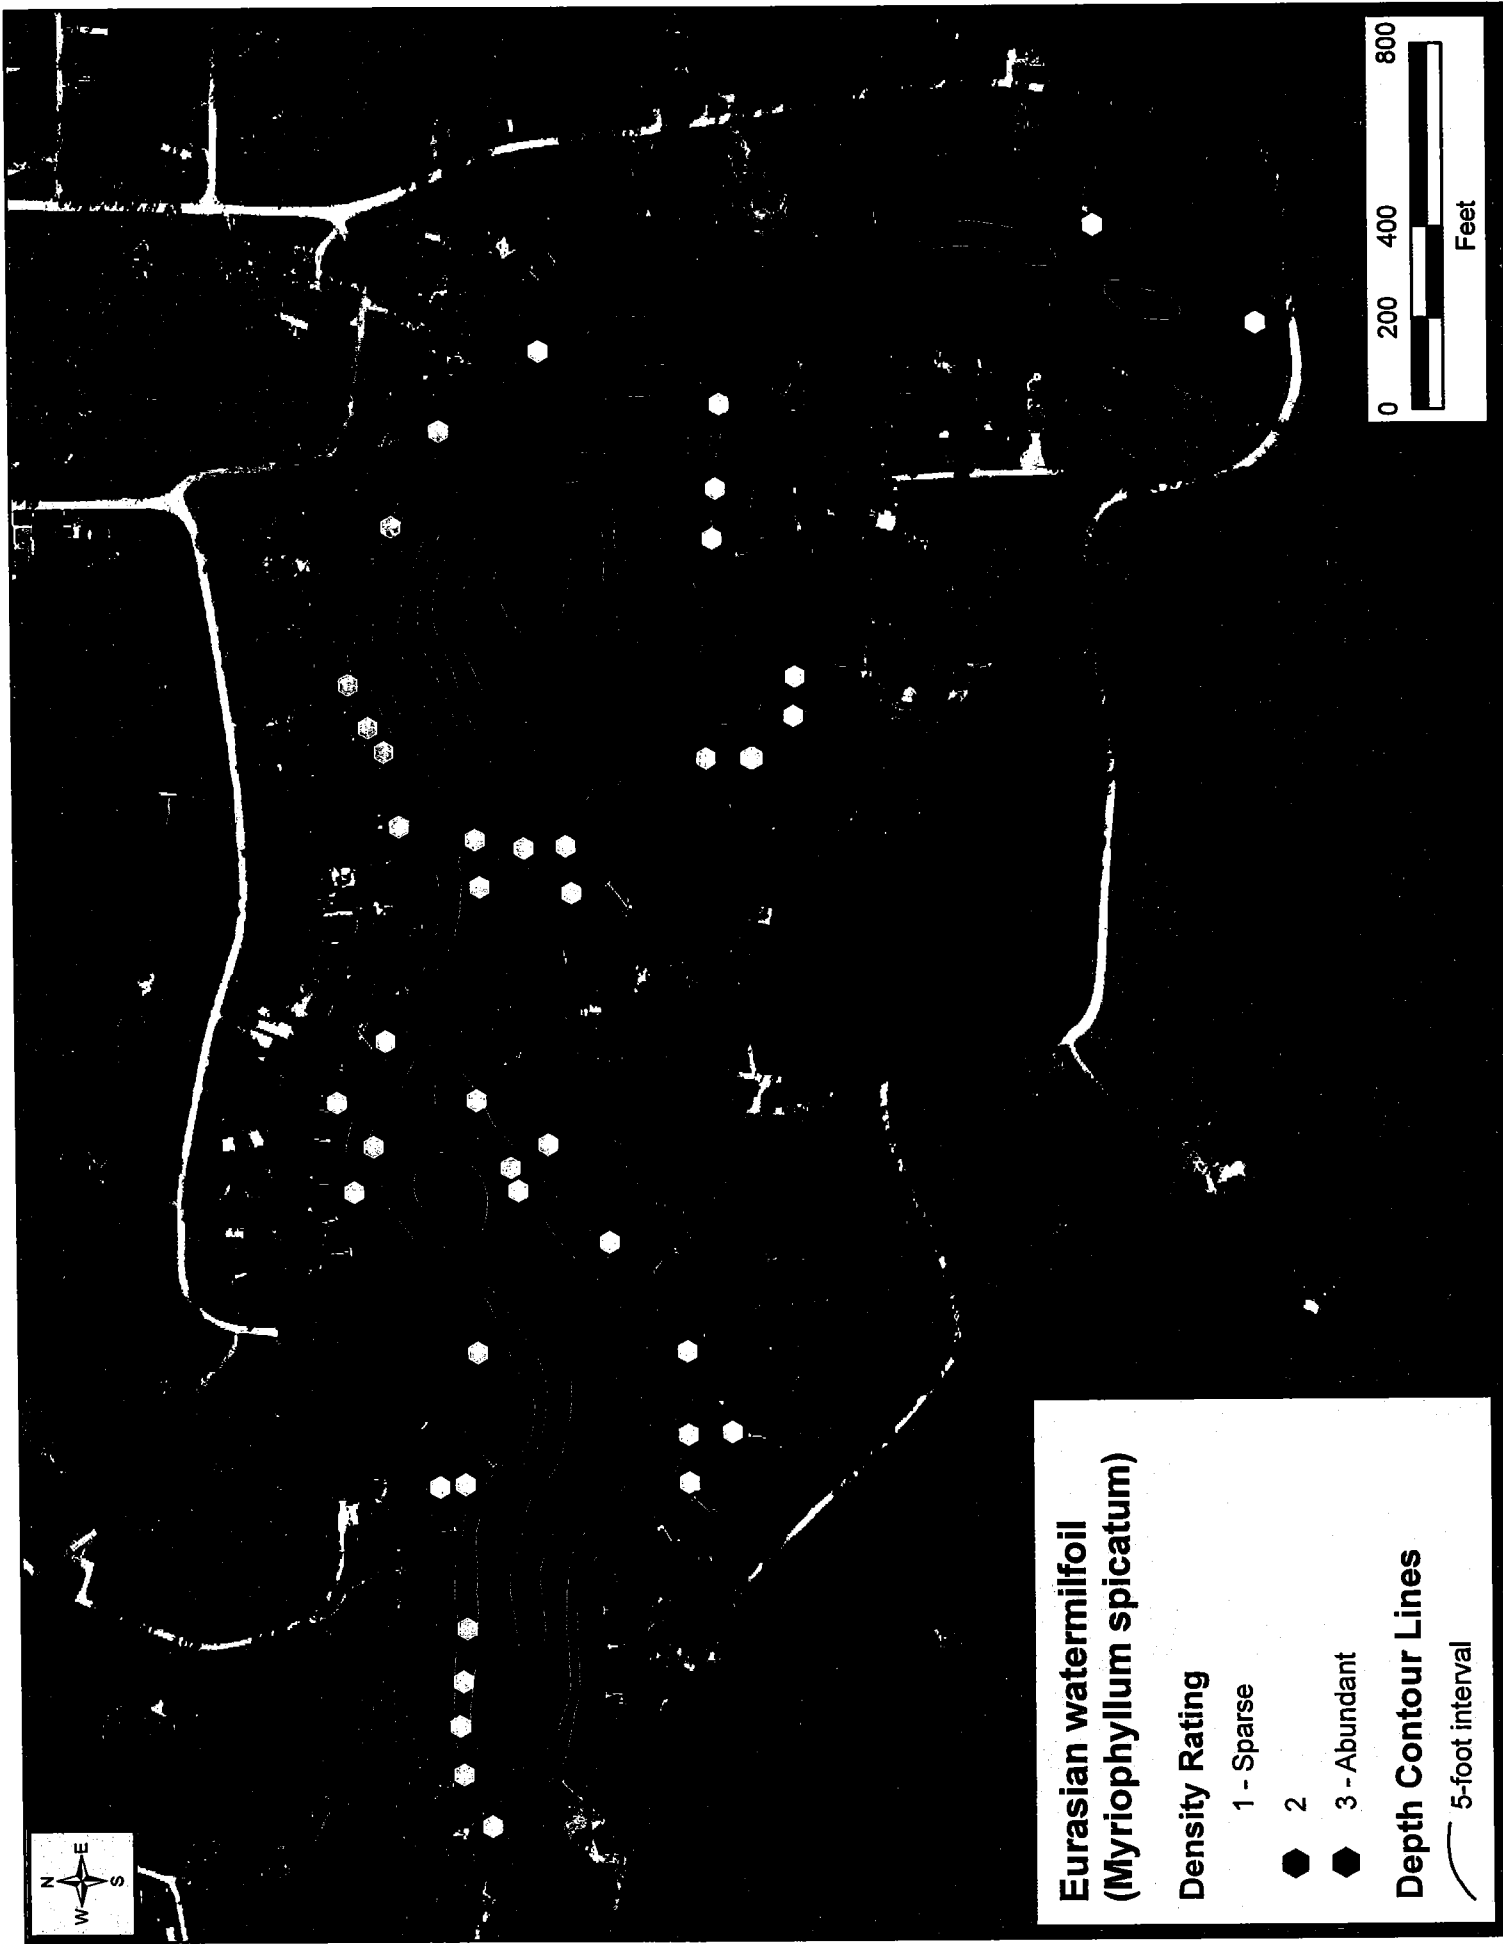 N
W E
S
Eurasian watermilfoil
(Myriophyllum spicatum)
Density Rating
1 - Sparse
2
3 - Abundant
Depth Contour Lines
5-foot interval
0 200 400 800
Feet